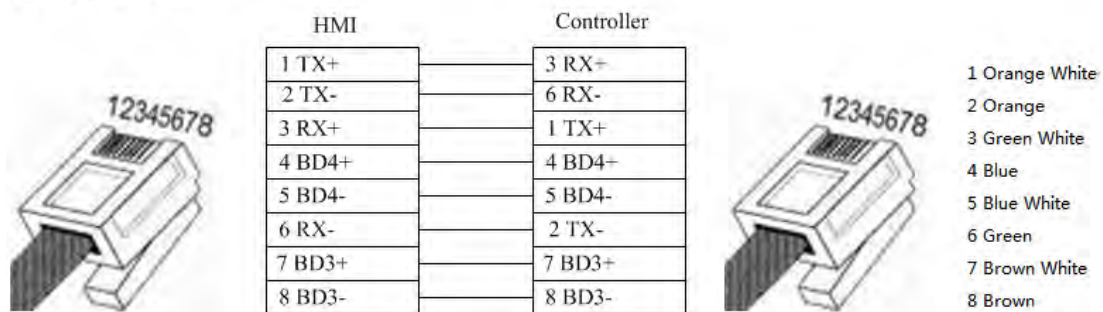 HMI
Controller
1 TX+
3 RX+
2 TX-
6 RX-
3 RX+
1 TX+
4 BD4+
4 BD4+
5 BD4-
5 BD4-
6 RX-
2 TX-
7 BD3+
7 BD3+
8 BD3-
8 BD3-
12345678
12345678
1 Orange White
2 Orange
3 Green White
4 Blue
5 Blue White
6 Green
7 Brown White
8 Brown